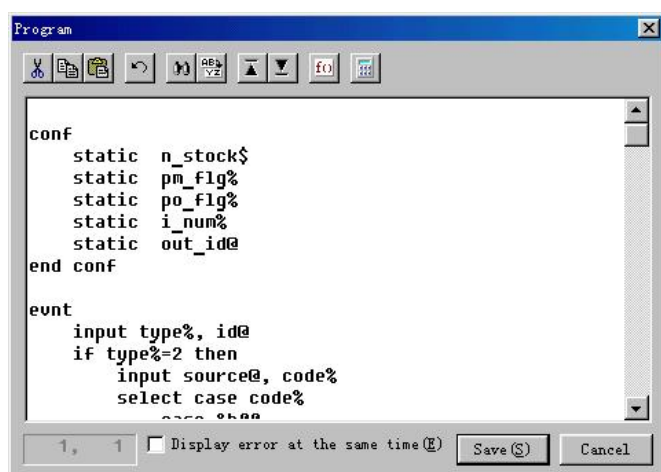 Program
AB
YZ
f()
conf
    static  n_stock$
    static  pm_flg%
    static  po_flg%
    static  i_num%
    static  out_id@
end conf
evnt
    input type%, id@
    if type%=2 then
        input source@, code%
        select case code%
1,  1
Display error at the same time(E)
Save(S)
Cancel